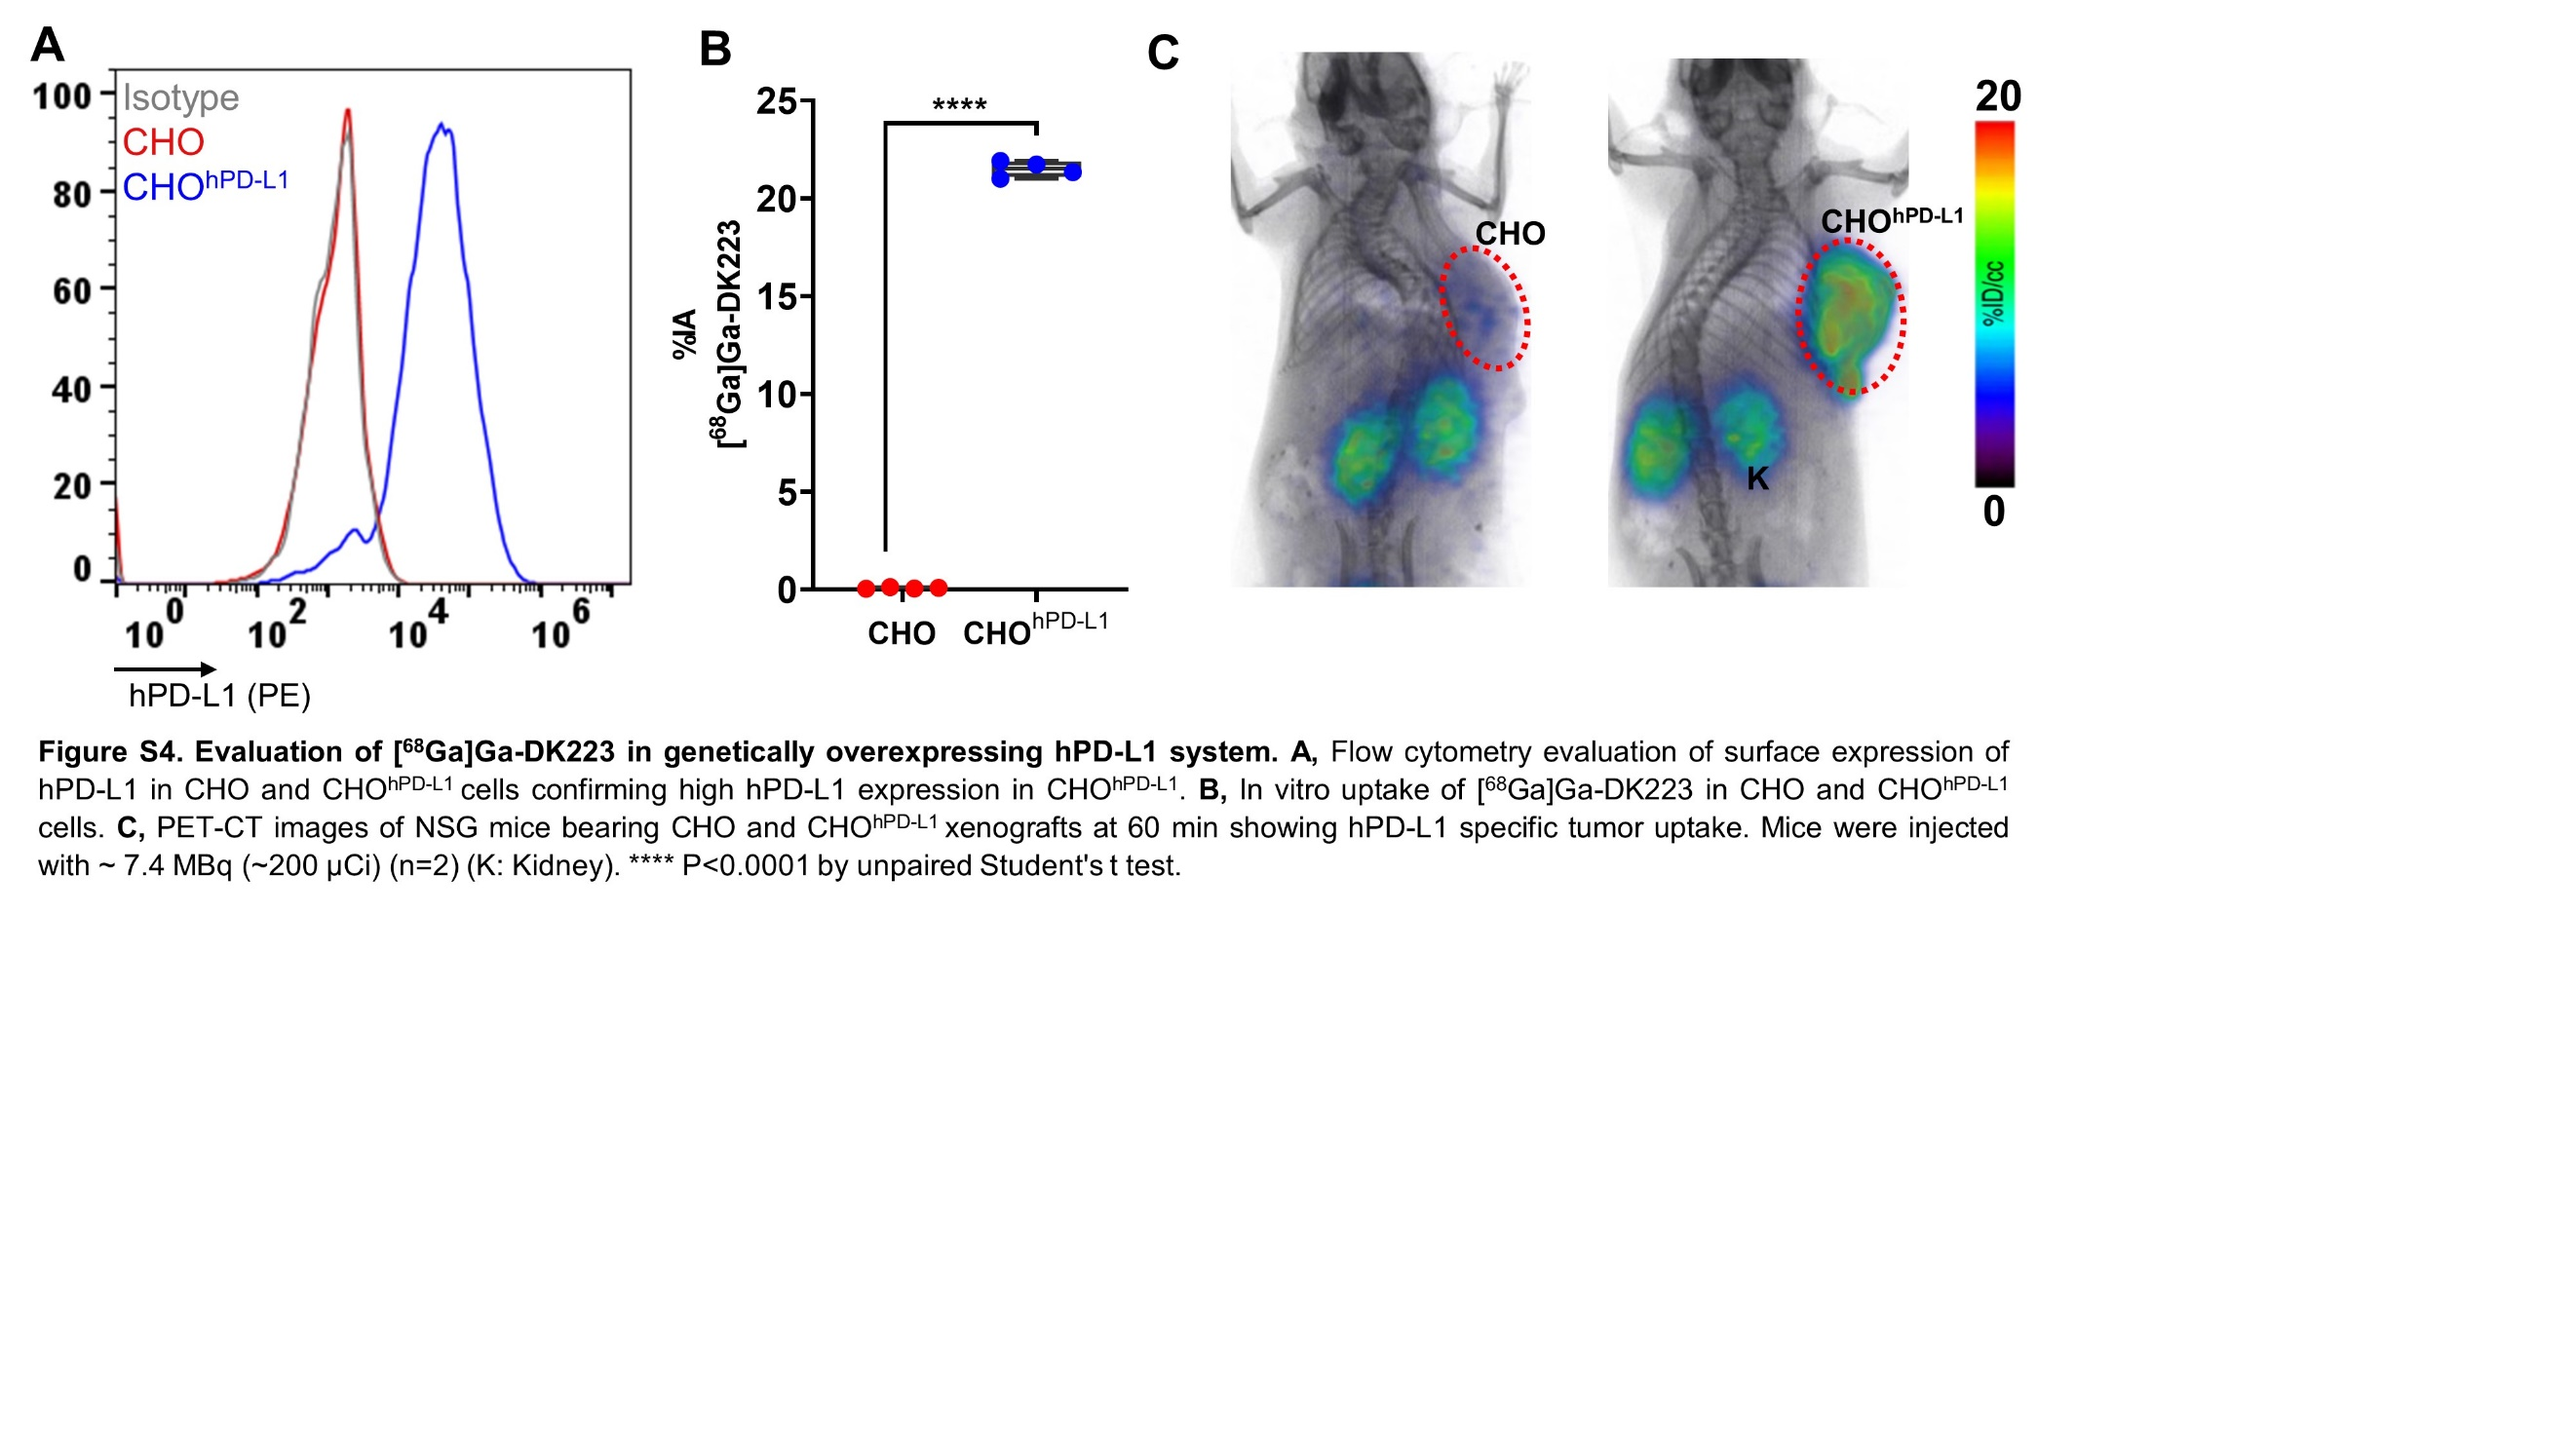 A
100
80
60
40
20
0
Isotype
CHO
CHOhPD-L1
10^0 10^2 10^4 10^6
hPD-L1 (PE)
B
%IA
[68Ga]Ga-DK223
25
20
15
10
5
0
****
CHO CHOhPD-L1
C
CHO
CHOhPD-L1
K
20
%ID/cc
0
Figure S4. Evaluation of [68Ga]Ga-DK223 in genetically overexpressing hPD-L1 system. A, Flow cytometry evaluation of surface expression of
hPD-L1 in CHO and CHOhPD-L1 cells confirming high hPD-L1 expression in CHOhPD-L1. B, In vitro uptake of [68Ga]Ga-DK223 in CHO and CHOhPD-L1
cells. C, PET-CT images of NSG mice bearing CHO and CHOhPD-L1 xenografts at 60 min showing hPD-L1 specific tumor uptake. Mice were injected
with ~ 7.4 MBq (~200 µCi) (n=2) (K: Kidney). **** P<0.0001 by unpaired Student's t test.